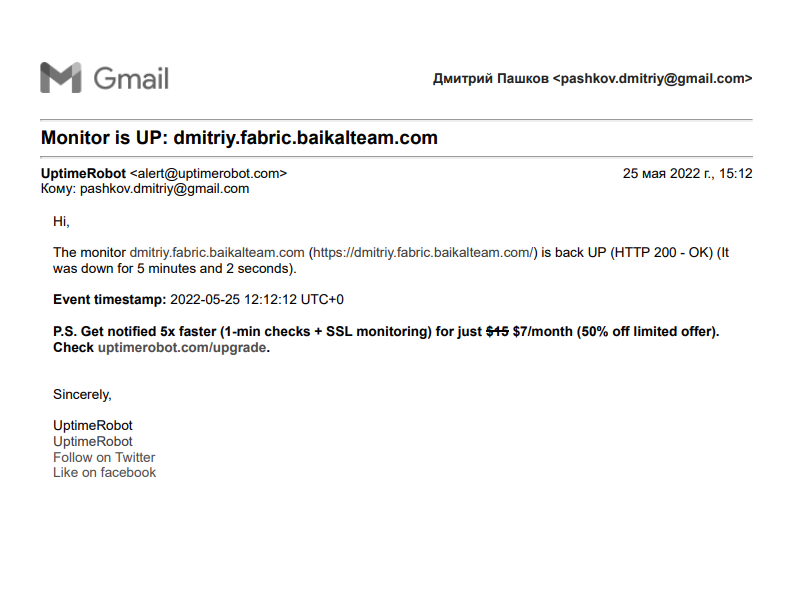 Gmail
Дмитрий Пашков <pashkov.dmitriy@gmail.com>
Monitor is UP: dmitriy.fabric.baikalteam.com
UptimeRobot <alert@uptimerobot.com>
25 мая 2022 г., 15:12
Кому: pashkov.dmitriy@gmail.com
Hi,
The monitor dmitriy.fabric.baikalteam.com (https://dmitriy.fabric.baikalteam.com/) is back UP (HTTP 200 - OK) (It
was down for 5 minutes and 2 seconds).
Event timestamp: 2022-05-25 12:12:12 UTC+0
P.S. Get notified 5x faster (1-min checks + SSL monitoring) for just $15 $7/month (50% off limited offer).
Check uptimerobot.com/upgrade.
Sincerely,
UptimeRobot
UptimeRobot
Follow on Twitter
Like on facebook